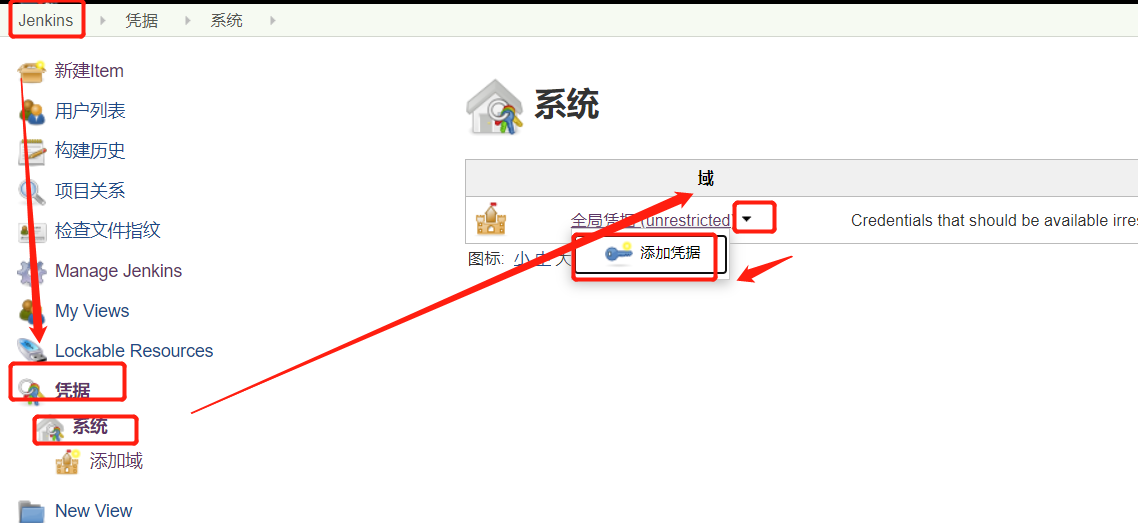 Jenkins 凭据 系统
新建Item
用户列表
构建历史
项目关系
检查文件指纹
Manage Jenkins
My Views
Lockable Resources
凭据
系统
添加域
New View
系统
域
全局凭据 (unrestricted) Credentials that should be available irres
添加凭据
图标: 小 中 大